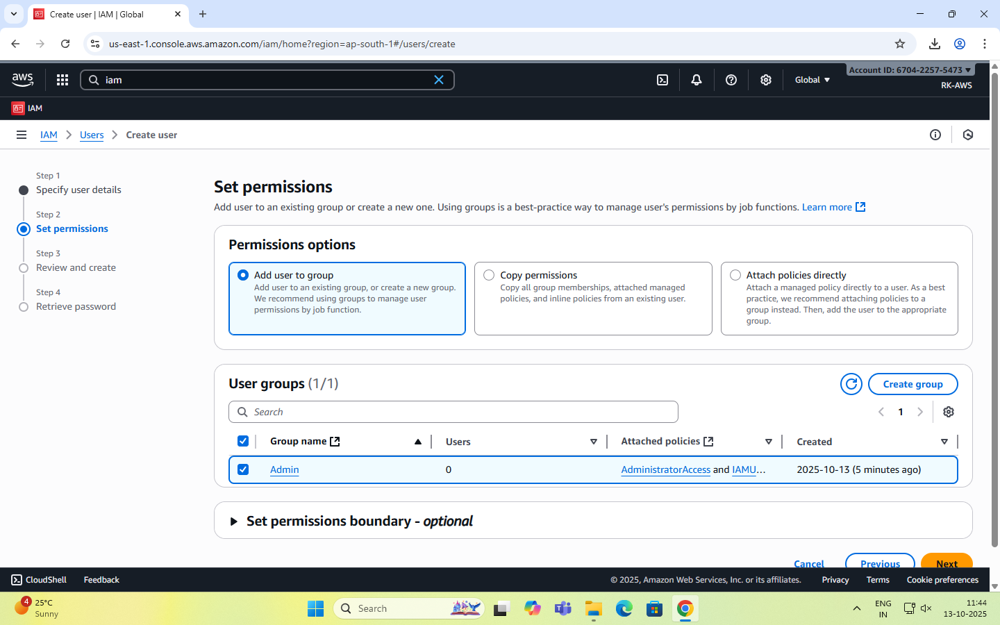 Create user | IAM | Global
us-east-1.console.aws.amazon.com/iam/home?region=ap-south-1#/users/create
aws
iam
Global
Account ID: 6704-2257-5473
RK-AWS
IAM
IAM
Users
Create user
Step 1
Specify user details
Step 2
Set permissions
Step 3
Review and create
Step 4
Retrieve password
Set permissions
Add user to an existing group or create a new one. Using groups is a best-practice way to manage user's permissions by job functions. Learn more
Permissions options
Add user to group
Add user to an existing group, or create a new group.
We recommend using groups to manage user
permissions by job function.
Copy permissions
Copy all group memberships, attached managed
policies, and inline policies from an existing user.
Attach policies directly
Attach a managed policy directly to a user. As a best
practice, we recommend attaching policies to a
group instead. Then, add the user to the appropriate
group.
User groups (1/1)
Create group
Search
1
Group name
Users
Attached policies
Created
Admin
0
AdministratorAccess and IAMU...
2025-10-13 (5 minutes ago)
Set permissions boundary - optional
Cancel
Previous
Next
CloudShell
Feedback
© 2025, Amazon Web Services, Inc. or its affiliates.
Privacy
Terms
Cookie preferences
4
25°C
Sunny
Search
ENG
IN
11:44
13-10-2025